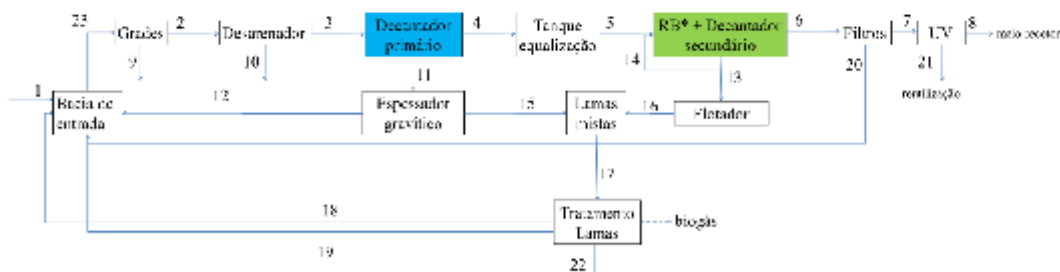 23
2
3
4
5
6
7
8
Grades
Desarenador
Decantador
primário
Tanque
equalização
RB* + Decantador
secundário
Filtros
UV
meio recetor
9
10
11
14
13
20
21
reutilização
1
Bacia de
entrada
12
Espessador
gravítico
15
Lamas
mistas
16
Flotador
17
18
Tratamento
Lamas
biogás
19
22